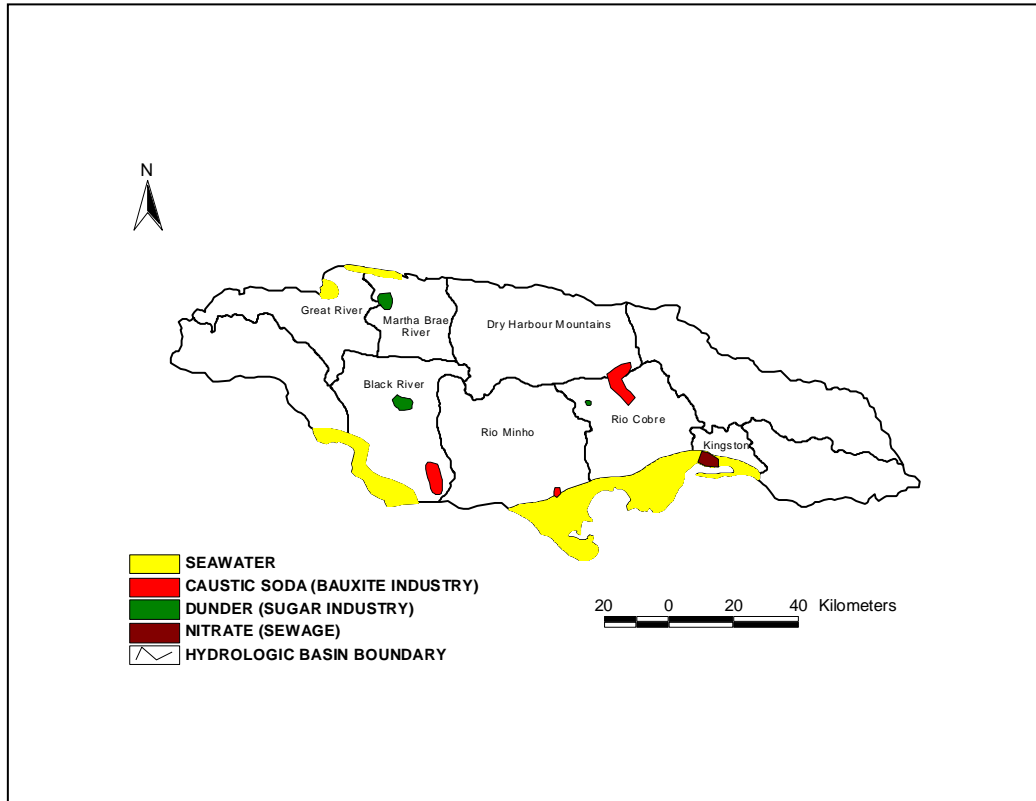 N
Great River
Martha Brae
River
Dry Harbour Mountains
Black River
Rio Minho
Rio Cobre
Kingston
SEAWATER
CAUSTIC SODA (BAUXITE INDUSTRY)
DUNDER (SUGAR INDUSTRY)
NITRATE (SEWAGE)
HYDROLOGIC BASIN BOUNDARY
20 0 20 40 Kilometers